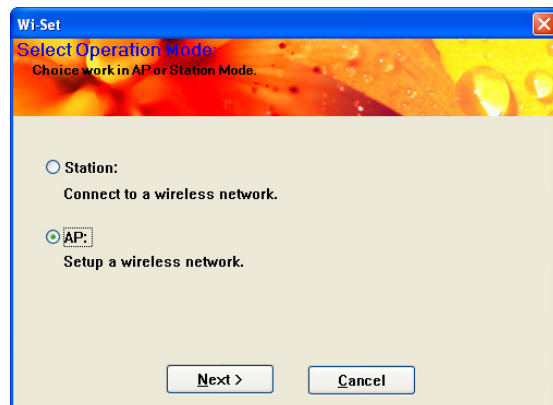 Wi-Set
Select Operation Mode:
Choice work in AP or Station Mode.
Station:
Connect to a wireless network.
AP:
Setup a wireless network.
Next >
Cancel